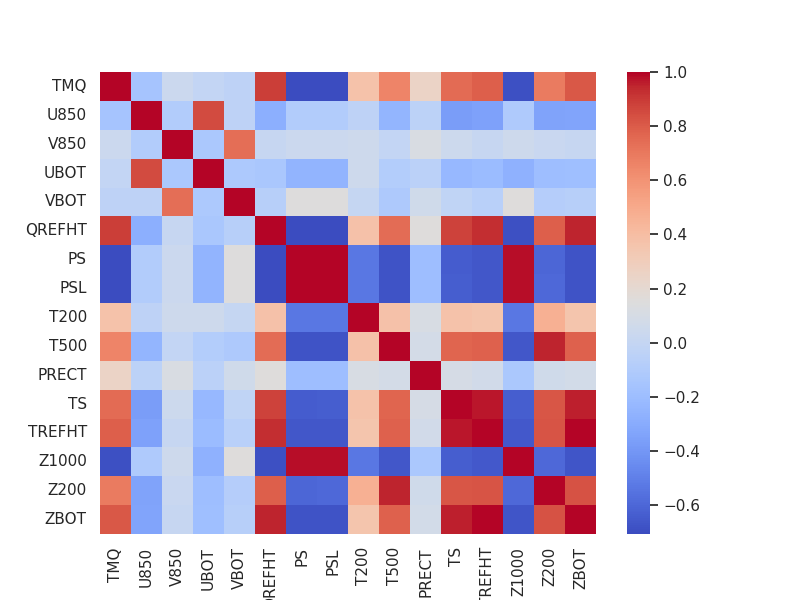 TMQ
U850
V850
UBOT
VBOT
QREFHT
PS
PSL
T200
T500
PRECT
TS
TREFHT
Z1000
Z200
ZBOT
TMQ
U850
V850
UBOT
VBOT
QREFHT
PS
PSL
T200
T500
PRECT
TS
TREFHT
Z1000
Z200
ZBOT
1.0
0.8
0.6
0.4
0.2
0.0
−0.2
−0.4
−0.6